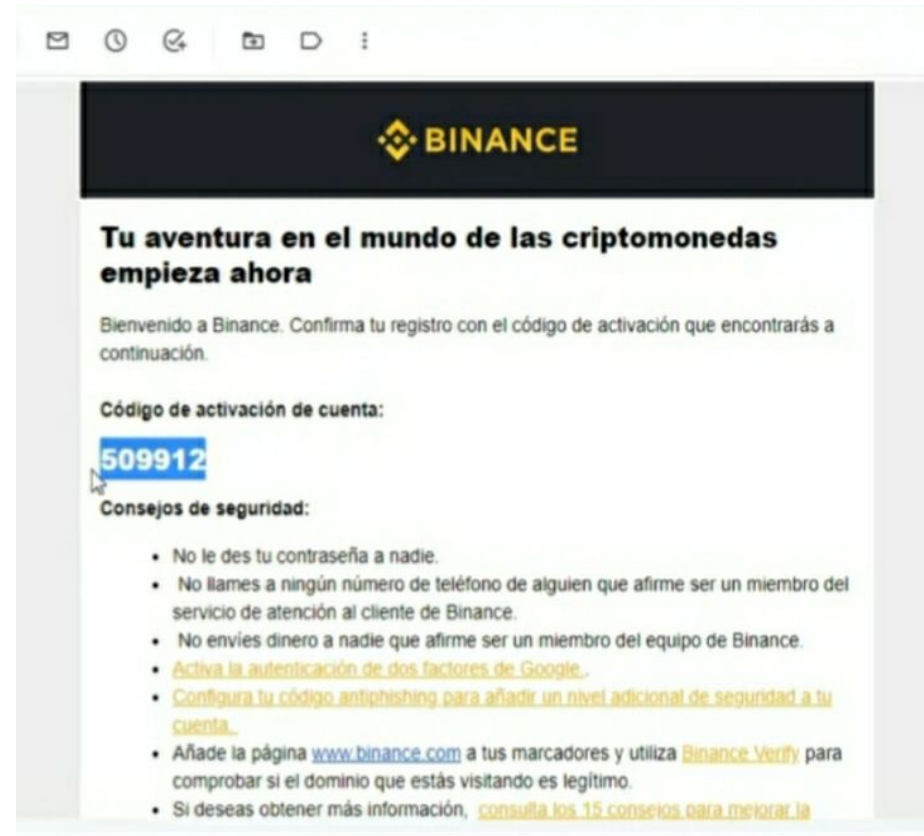 BINANCE
Tu aventura en el mundo de las criptomonedas
empieza ahora
Bienvenido a Binance. Confirma tu registro con el código de activación que encontrarás a
continuación.
Código de activación de cuenta:
509912
Consejos de seguridad:
• No le des tu contraseña a nadie.
• No llames a ningún número de teléfono de alguien que afirme ser un miembro del
servicio de atención al cliente de Binance.
• No envíes dinero a nadie que afirme ser un miembro del equipo de Binance.
• Activa la autenticación de dos factores de Google..
• Configura tu código antiphishing para añadir un nivel adicional de seguridad a tu
cuenta.
• Añade la página www.binance.com a tus marcadores y utiliza Binance Verify para
comprobar si el dominio que estás visitando es legítimo.
• Si deseas obtener más información, consulta los 15 consejos para mejorar la